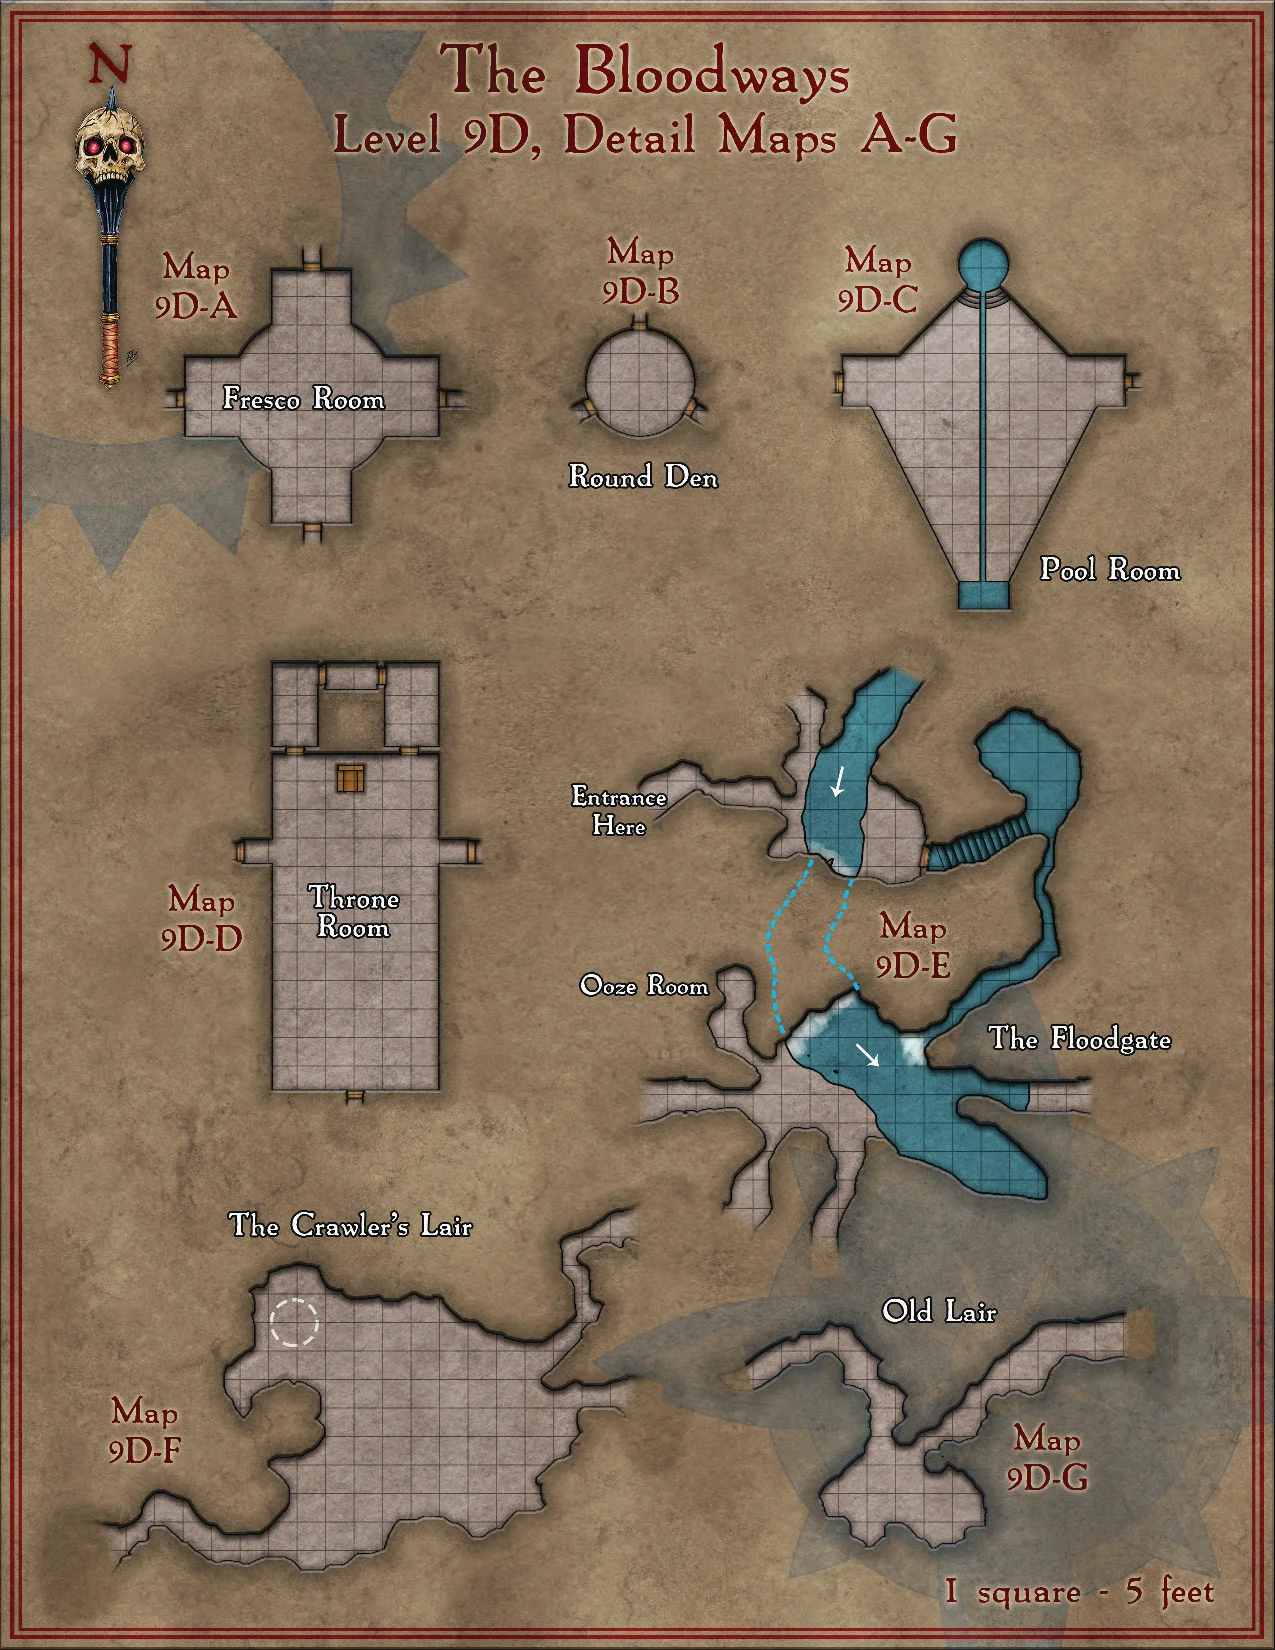 N
The Bloodways
Level 9D, Detail Maps A-G
Map
9D-A
Map
9D-B
Map
9D-C
Fresco Room
Round Den
Pool Room
Entrance
Here
Map
9D-D
Throne
Room
Map
9D-E
Ooze Room
The Floodgate
The Crawler's Lair
Old Lair
Map
9D-F
Map
9D-G
1 square - 5 feet